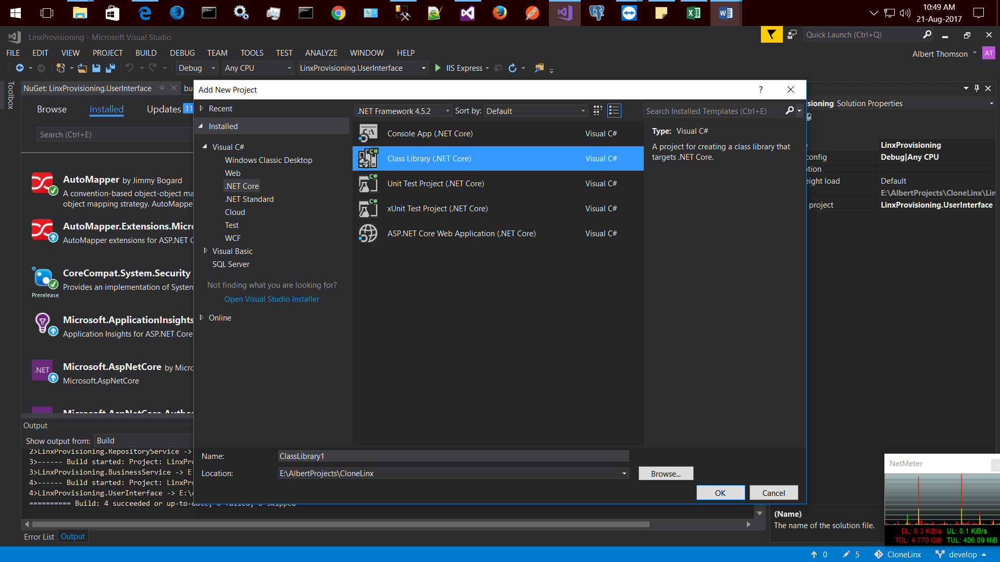 10:49 AM
21-Aug-2017
LinxProvisioning - Microsoft Visual Studio
Quick Launch (Ctrl+Q)
FILE EDIT VIEW PROJECT BUILD DEBUG TEAM TOOLS TEST ANALYZE WINDOW HELP
Albert Thomson AT
Debug Any CPU LinxProvisioning.UserInterface IIS Express
Toolbox
NuGet: LinxProvisioning.UserInterface bu
Browse Installed Updates 11
Search (Ctrl+E)
AutoMapper by Jimmy Bogard
A convention-based object-object ma
object mapping strategy. AutoMappe
AutoMapper.Extensions.Micro
AutoMapper extensions for ASP.NET C
CoreCompat.System.Security
Provides an implementation of System
Prerelease
Microsoft.ApplicationInsights
Application Insights for ASP.NET Core
.NET
Microsoft.AspNetCore by Micro
Microsoft.AspNetCore
Microsoft.AspNetCore.Authe
Output
Show output from: Build
2>LinxProvisioning.RepositoryService ->
3>------ Build started: Project: LinxPro
3>LinxProvisioning.BusinessService -> E
4>------ Build started: Project: LinxPro
4>LinxProvisioning.UserInterface -> E:\A
========== Build: 4 succeeded or up-to-date, 0 failed, 0 skipped
Error List Output
Add New Project
?
Recent
Installed
Visual C#
Windows Classic Desktop
Web
.NET Core
.NET Standard
Cloud
Test
WCF
Visual Basic
SQL Server
Not finding what you are looking for?
Open Visual Studio Installer
Online
.NET Framework 4.5.2 Sort by: Default
Search Installed Templates (Ctrl+E)
Console App (.NET Core) Visual C#
Class Library (.NET Core) Visual C#
Unit Test Project (.NET Core) Visual C#
xUnit Test Project (.NET Core) Visual C#
ASP.NET Core Web Application (.NET Core) Visual C#
Type: Visual C#
A project for creating a class library that
targets .NET Core.
Name: ClassLibrary1
Location: E:\AlbertProjects\CloneLinx
Browse...
OK Cancel
sioning Solution Properties
) LinxProvisioning
config Debug|Any CPU
ption
eight load Default
E:\AlbertProjects\CloneLinx\Lin
project LinxProvisioning.UserInterface
(Name)
The name of the solution file.
NetMeter
DL: 0.3 KiB/s UL: 0.1 KiB/s
TDL: 4.770 GiB TUL: 406.09 MiB
0 5 CloneLinx develop